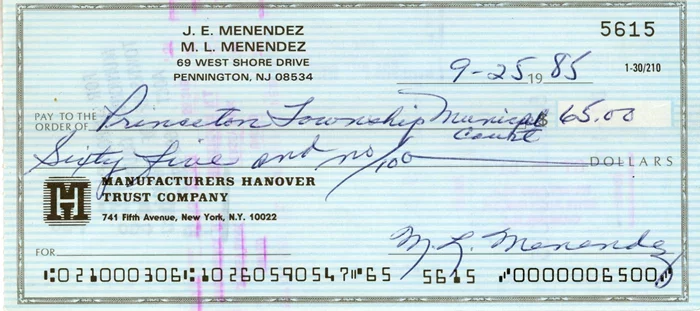 J. E. MENENDEZ
M. L. MENENDEZ
69 WEST SHORE DRIVE
PENNINGTON, NJ 08534
5615
9-25 19 85
1-30/210
PAY TO THE
ORDER OF Princeton Township Municipal $ 65.00
Court
Sixty five and no/100 DOLLARS
MANUFACTURERS HANOVER
TRUST COMPANY
741 Fifth Avenue, New York, N.Y. 10022
FOR M. L. Menendez
⑆021000306⑆10260590547⑈65 5615 ⑈0000006500⑈